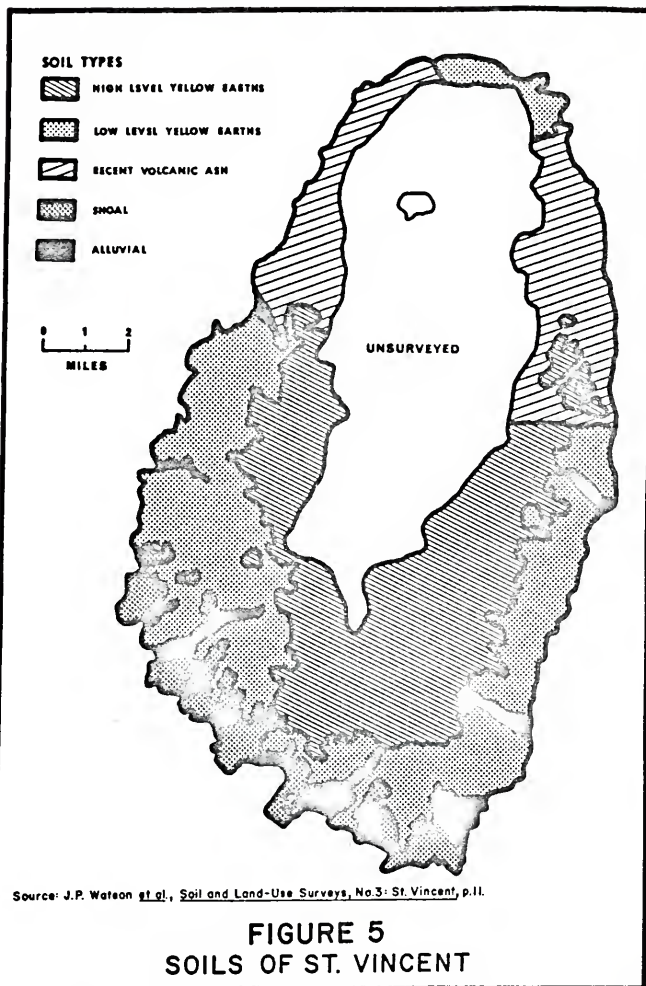 SOIL TYPES
HIGH LEVEL YELLOW EARTHS
LOW LEVEL YELLOW EARTHS
RECENT VOLCANIC ASH
SHOAL
ALLUVIAL
0 1 2
MILES
UNSURVEYED
Source: J.P. Watson et al., Soil and Land-Use Surveys, No.3: St. Vincent, p.11.
FIGURE 5
SOILS OF ST. VINCENT